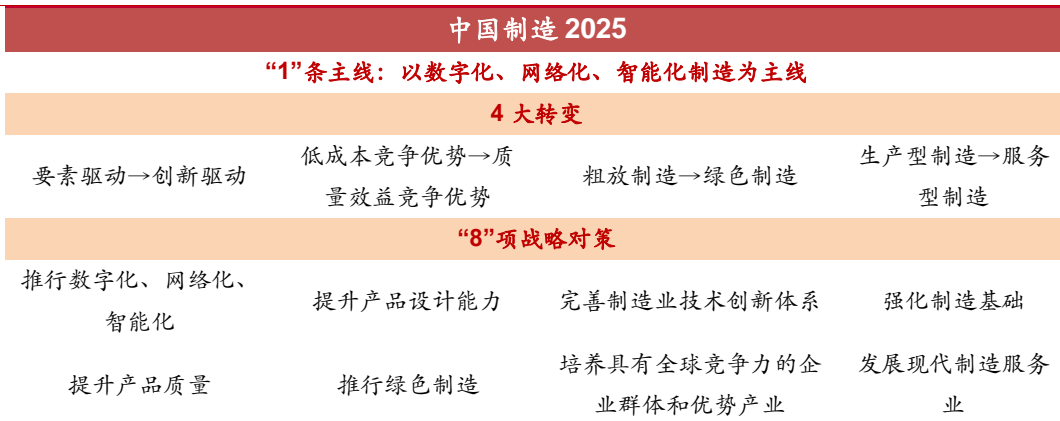 中国制造 2025
“1”条主线：以数字化、网络化、智能化制造为主线
4 大转变
要素驱动→创新驱动
低成本竞争优势→质
量效益竞争优势
粗放制造→绿色制造
生产型制造→服务
型制造
“8”项战略对策
推行数字化、网络化、
智能化
提升产品设计能力
完善制造业技术创新体系
强化制造基础
提升产品质量
推行绿色制造
培养具有全球竞争力的企
业群体和优势产业
发展现代制造服务
业